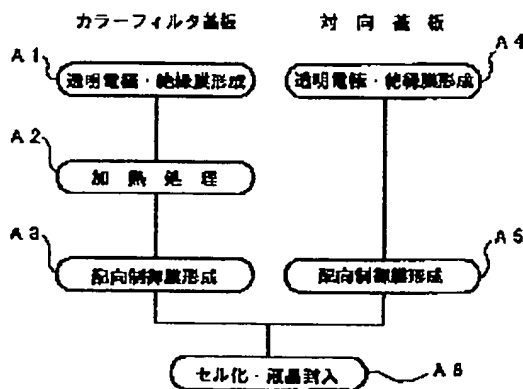 カラーフィルタ基板
対向基板
A1
透明電極・絶縁膜形成
A4
透明電極・絶縁膜形成
A2
加熱処理
A3
配向制御膜形成
A5
配向制御膜形成
セル化・液晶封入
A6